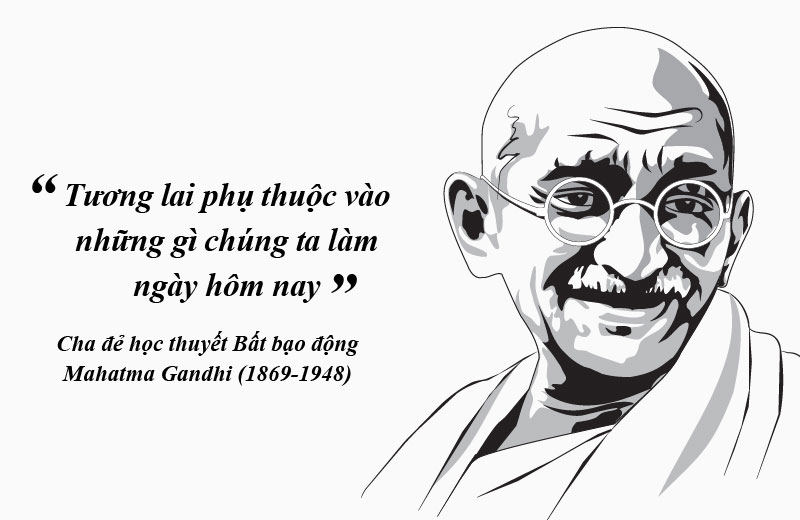 “ Tương lai phụ thuộc vào
những gì chúng ta làm
ngày hôm nay ”
Cha đẻ học thuyết Bất bạo động
Mahatma Gandhi (1869-1948)